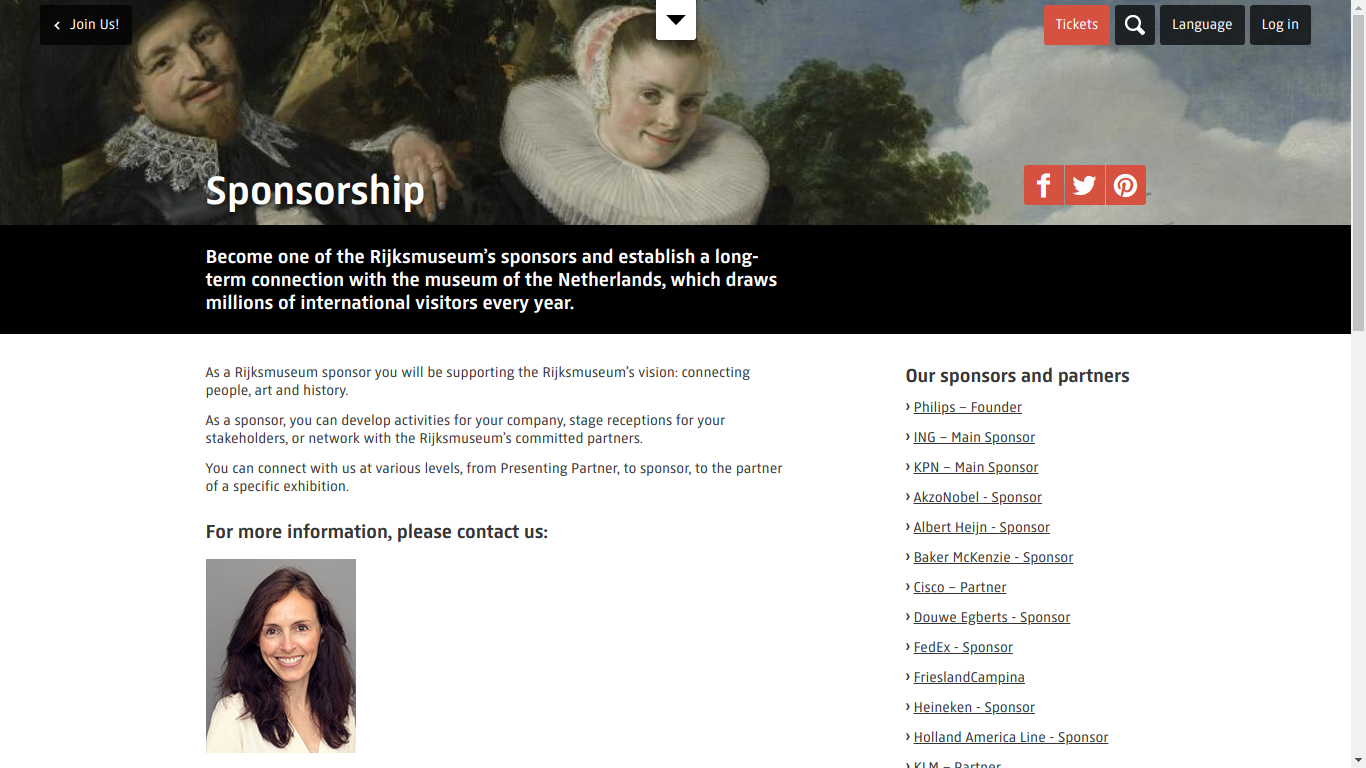 Join Us!
Tickets
Language
Log in
Sponsorship
Become one of the Rijksmuseum’s sponsors and establish a long-
term connection with the museum of the Netherlands, which draws
millions of international visitors every year.
As a Rijksmuseum sponsor you will be supporting the Rijksmuseum’s vision: connecting
people, art and history.
As a sponsor, you can develop activities for your company, stage receptions for your
stakeholders, or network with the Rijksmuseum’s committed partners.
You can connect with us at various levels, from Presenting Partner, to sponsor, to the partner
of a specific exhibition.
For more information, please contact us:
Our sponsors and partners
Philips – Founder
ING – Main Sponsor
KPN – Main Sponsor
AkzoNobel - Sponsor
Albert Heijn - Sponsor
Baker McKenzie - Sponsor
Cisco – Partner
Douwe Egberts - Sponsor
FedEx - Sponsor
FrieslandCampina
Heineken - Sponsor
Holland America Line - Sponsor
KLM – Partner